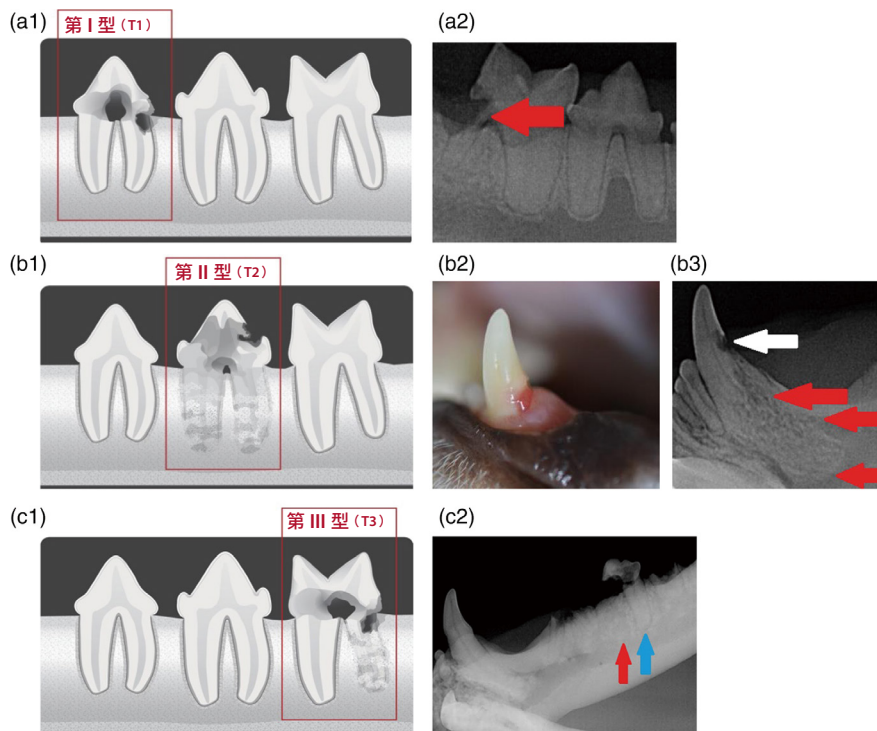 (a1)
第 I 型 (T1)
(a2)
(b1)
第 II 型 (T2)
(b2)
(b3)
(c1)
第 III 型 (T3)
(c2)